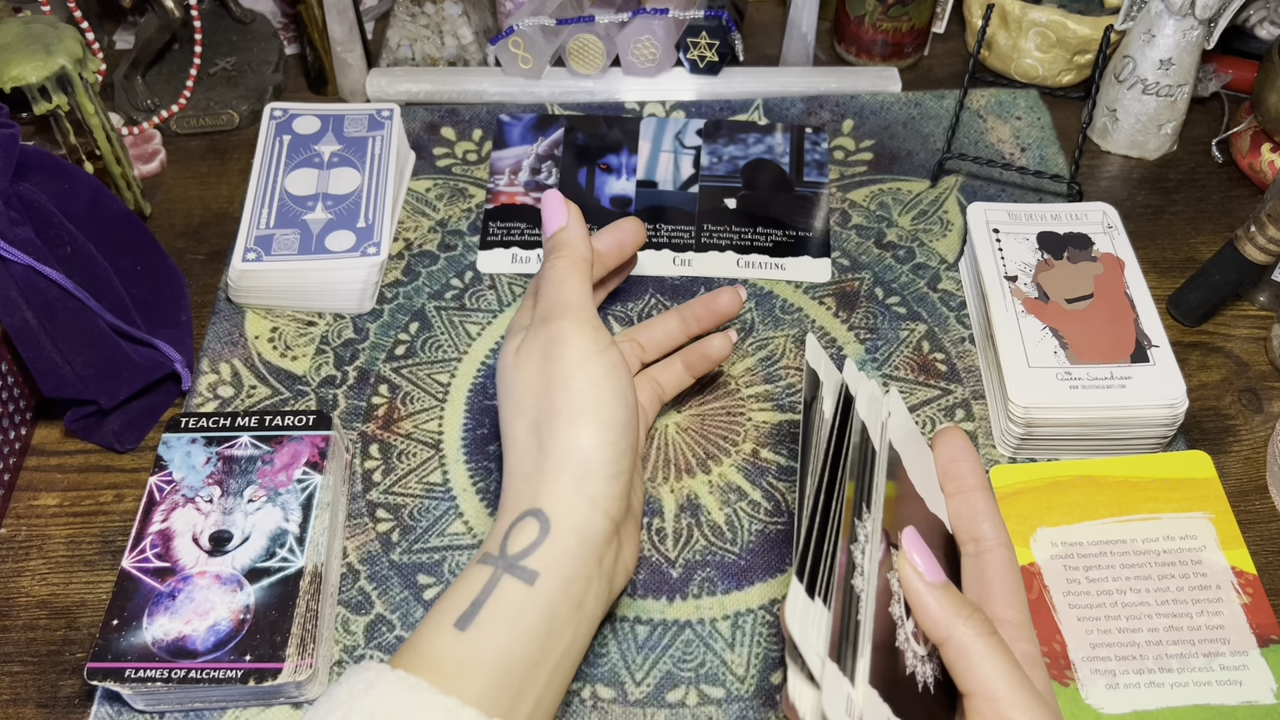 CHANGO
Dream
Scheming...
They are mak
and underhan
the Opportun
his cheating
k with anyon
There's heavy flirting via text
or sexting taking place...
Perhaps even more
BAD M
CHE
CHEATING
YOU DRIVE ME CRAZY
Queen Saundrea
TEACH ME TAROT
FLAMES OF ALCHEMY
Is there someone in your life who
could benefit from loving-kindness?
The gesture doesn't have to be
big. Send an e-mail, pick up the
phone, pop by for a visit, or order a
bouquet of posies. Let this person
know that you're thinking of him
or her. When we offer our love
generously, that caring energy
comes back to us tenfold while also
lifting us up in the process. Reach
out and offer your love today.